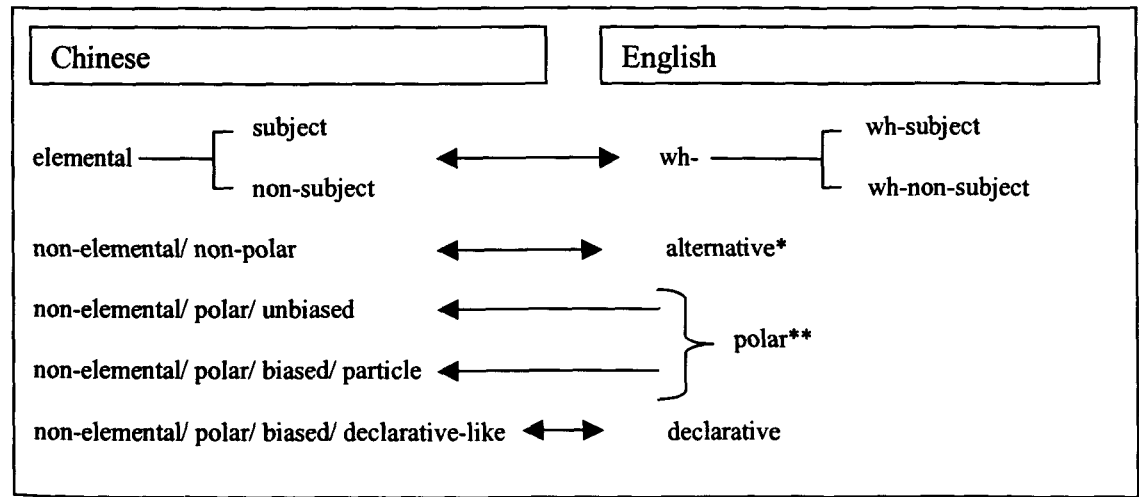 Chinese English
subject wh-subject
elemental wh-
non-subject wh-non-subject
non-elemental/ non-polar alternative*
non-elemental/ polar/ unbiased
polar**
non-elemental/ polar/ biased/ particle
non-elemental/ polar/ biased/ declarative-like declarative